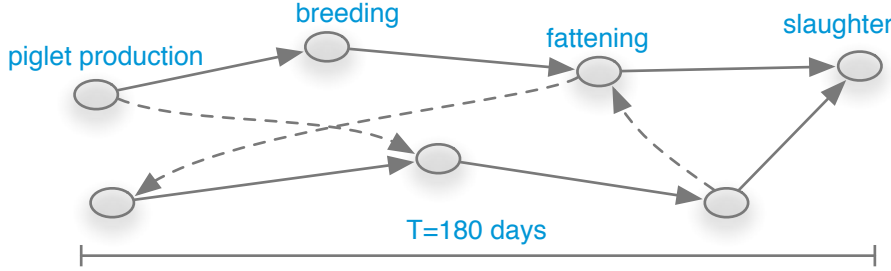 breeding
slaughter
fattening
piglet production
T=180 days